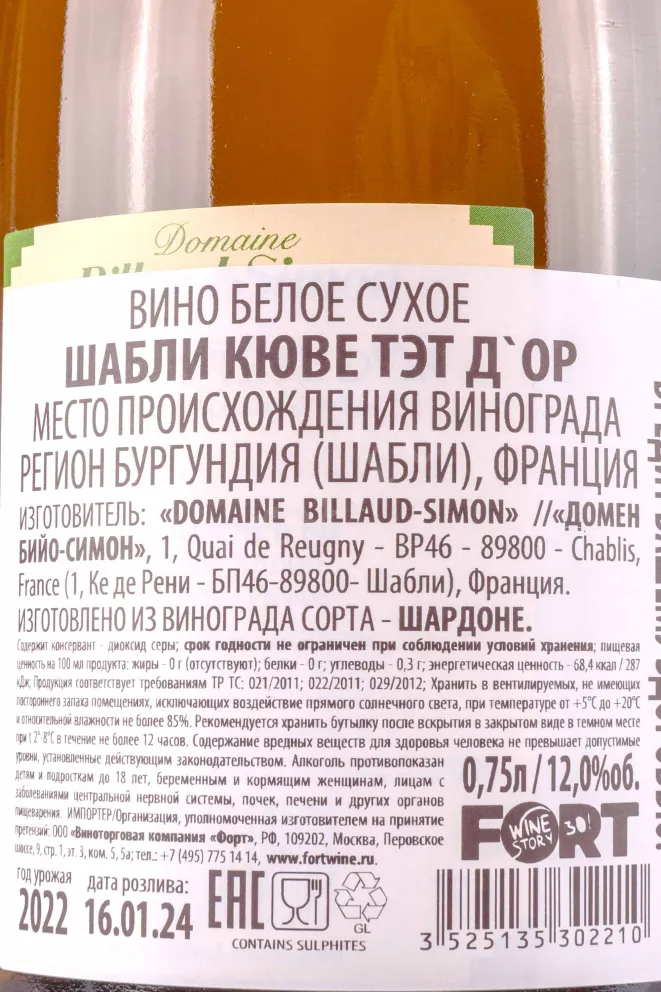 Domaine
ВИНО БЕЛОЕ СУХОЕ
ШАБЛИ КЮВЕ ТЭТ Д`ОР
МЕСТО ПРОИСХОЖДЕНИЯ ВИНОГРАДА
РЕГИОН БУРГУНДИЯ (ШАБЛИ), ФРАНЦИЯ
ИЗГОТОВИТЕЛЬ: «DOMAINE BILLAUD-SIMON» //«ДОМЕН
БИЙО-СИМОН», 1, Quai de Reugny - BP46 - 89800 - Chablis,
France (1, Ке де Рени - БП46-89800- Шабли), Франция.
ИЗГОТОВЛЕНО ИЗ ВИНОГРАДА СОРТА - ШАРДОНЕ.
Содержит консервант - диоксид серы; срок годности не ограничен при соблюдении условий хранения; пищевая
ценность на 100 мл продукта: жиры - 0 г (отсутствуют); белки - 0 г; углеводы - 0,3 г; энергетическая ценность - 68,4 ккал / 287
кДж; Продукция соответствует требованиям ТР ТС: 021/2011; 022/2011; 029/2012; Хранить в вентилируемых, не имеющих
постороннего запаха помещениях, исключающих воздействие прямого солнечного света, при температуре от +5°С до +20°С
и относительной влажности не более 85%. Рекомендуется хранить бутылку после вскрытия в закрытом виде в темном месте
при t 2°-8°С в течение не более 12 часов. Содержание вредных веществ для здоровья человека не превышает допустимые
уровни, установленные действующим законодательством. Алкоголь противопоказан
детям и подросткам до 18 лет, беременным и кормящим женщинам, лицам с
заболеваниями центральной нервной системы, почек, печени и других органов
пищеварения. ИМПОРТЕР/Организация, уполномоченная изготовителем на принятие
претензий: ООО «Виноторговая компания «Форт», РФ, 109202, Москва, Перовское
шоссе, 9, стр. 1, эт. 3, ком. 5, 5а; тел.: +7 (495) 775 14 14, www.fortwine.ru.
0,75л / 12,0%об.
FORT
WINE STORY 30!
год урожая
2022
дата розлива:
16.01.24
EAC
GL
CONTAINS SULPHITES
3 525135 302210